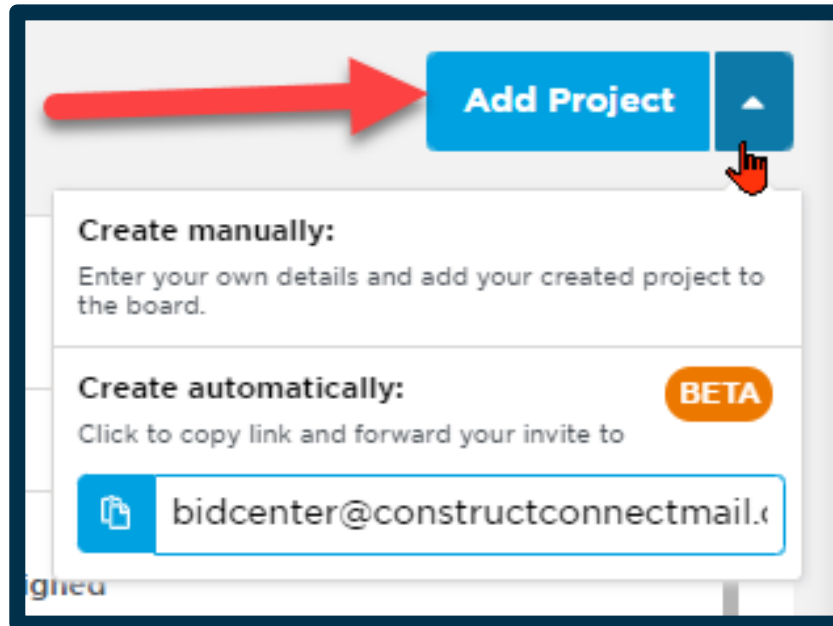 Add Project
Create manually:
Enter your own details and add your created project to
the board.
Create automatically:
BETA
Click to copy link and forward your invite to
bidcenter@constructconnectmail.
igned